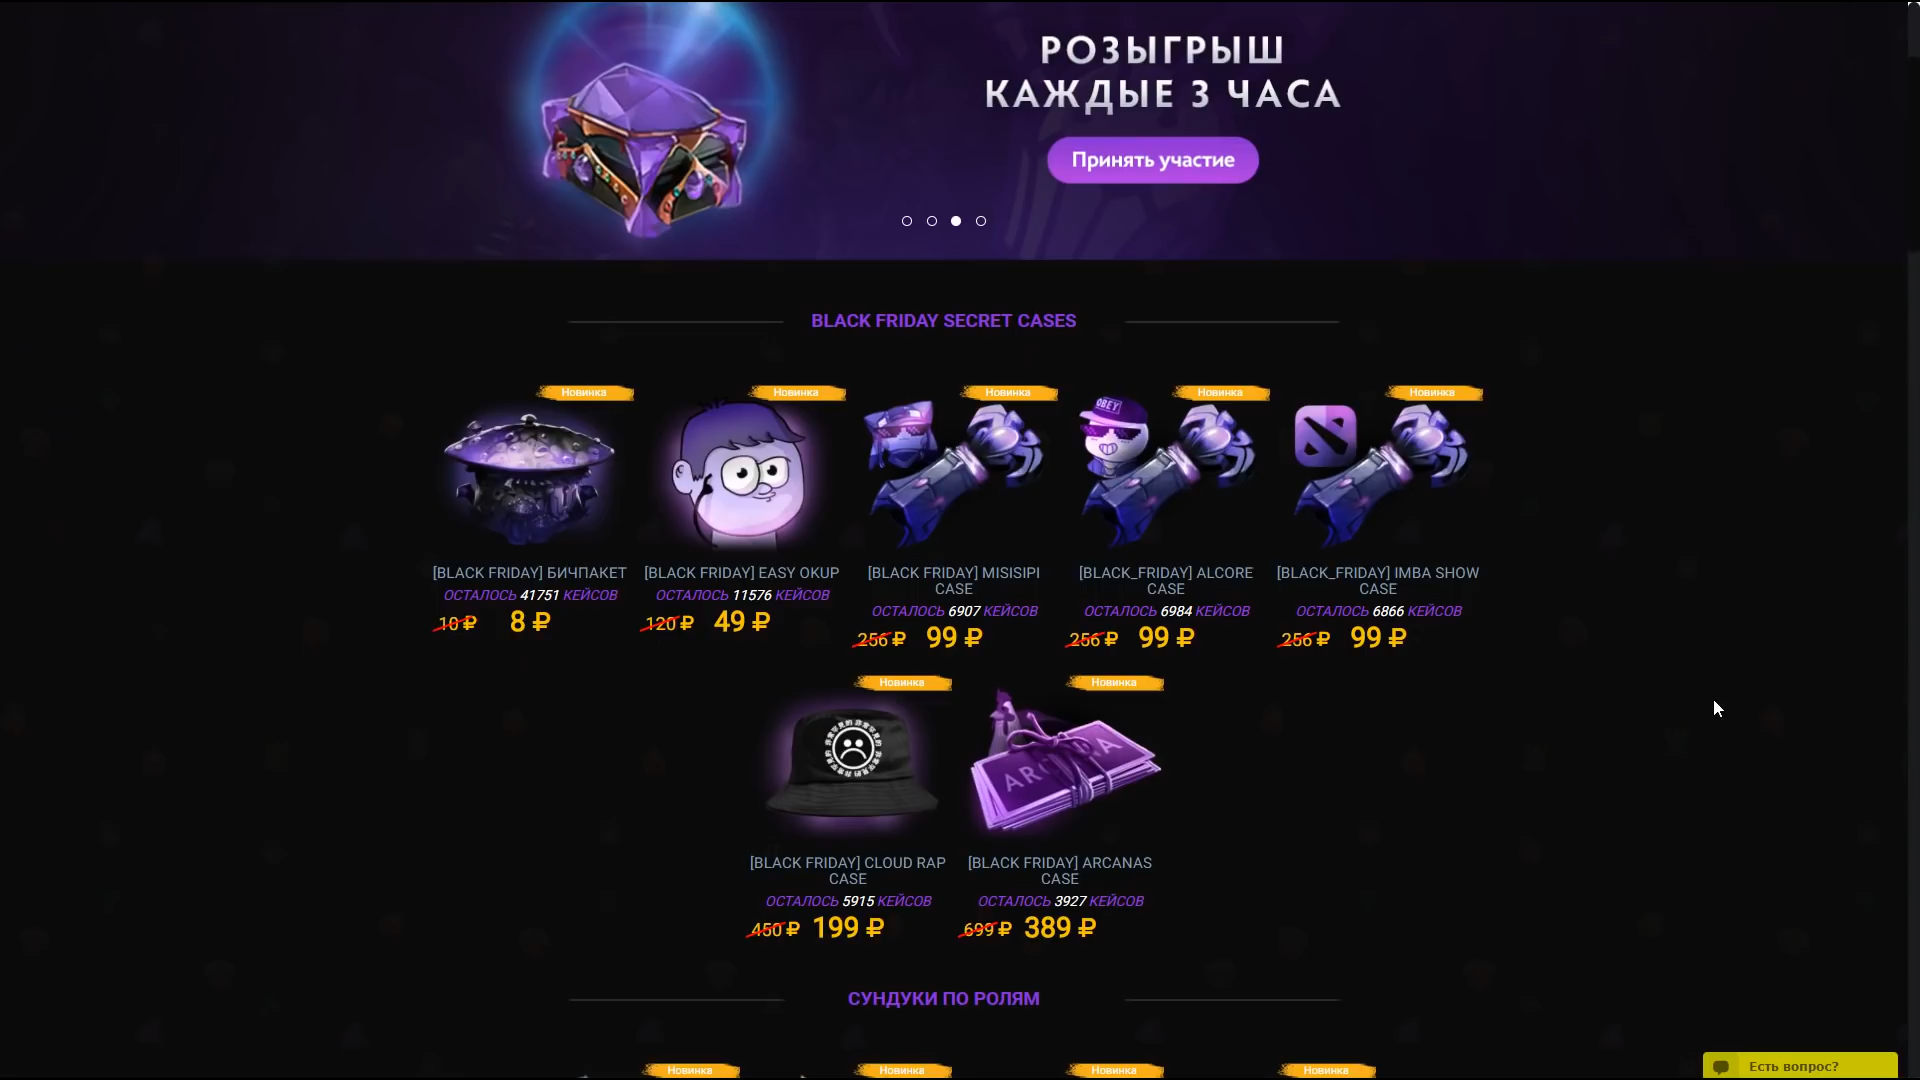 РОЗЫГРЫШ
КАЖДЫЕ 3 ЧАСА
Принять участие
BLACK FRIDAY SECRET CASES
Новинка
Новинка
Новинка
Новинка
Новинка
OBEY
[BLACK FRIDAY] БИЧПАКЕТ
ОСТАЛОСЬ 41751 КЕЙСОВ
10 ₽ 8 ₽
[BLACK FRIDAY] EASY OKUP
ОСТАЛОСЬ 11576 КЕЙСОВ
120 ₽ 49 ₽
[BLACK FRIDAY] MISISIPI
CASE
ОСТАЛОСЬ 6907 КЕЙСОВ
256 ₽ 99 ₽
[BLACK_FRIDAY] ALCORE
CASE
ОСТАЛОСЬ 6984 КЕЙСОВ
256 ₽ 99 ₽
[BLACK_FRIDAY] IMBA SHOW
CASE
ОСТАЛОСЬ 6866 КЕЙСОВ
256 ₽ 99 ₽
Новинка
Новинка
[BLACK FRIDAY] CLOUD RAP
CASE
ОСТАЛОСЬ 5915 КЕЙСОВ
450 ₽ 199 ₽
[BLACK FRIDAY] ARCANAS
CASE
ОСТАЛОСЬ 3927 КЕЙСОВ
699 ₽ 389 ₽
СУНДУКИ ПО РОЛЯМ
Новинка
Новинка
Новинка
Новинка
Есть вопрос?